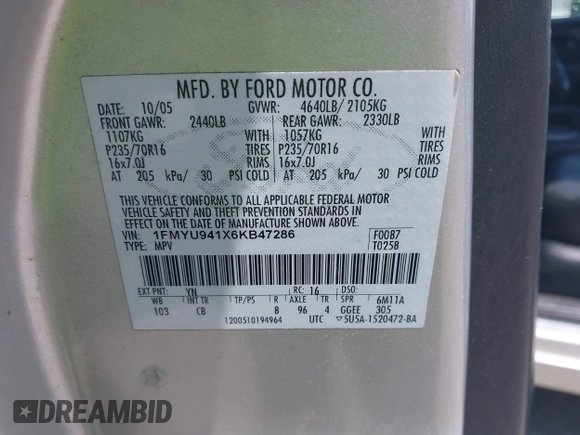 MFD. BY FORD MOTOR CO.
DATE: 10/05 GVWR: 4640LB/ 2105KG
FRONT GAWR: 2440LB REAR GAWR: 2330LB
1107KG WITH 1057KG WITH
P235/70R16 TIRES P235/70R16 TIRES
16x7.0J RIMS 16x7.0J RIMS
AT 205 kPa/ 30 PSI COLD AT 205 kPa/ 30 PSI COLD
THIS VEHICLE CONFORMS TO ALL APPLICABLE FEDERAL MOTOR
VEHICLE SAFETY AND THEFT PREVENTION STANDARDS IN
EFFECT ON THE DATE OF MANUFACTURE SHOWN ABOVE.
VIN: 1FMYU941X6KB47286 F0087
TYPE: MPV T0258
EXT PNT: YN RC: 16 DSO:
WB INT TR TP/PS R AXLE TR SPR 6M11A
103 CB 8 96 4 GGEE 305
1200510194964 UTC ▽5U5A-1520472-BA
DREAMBID